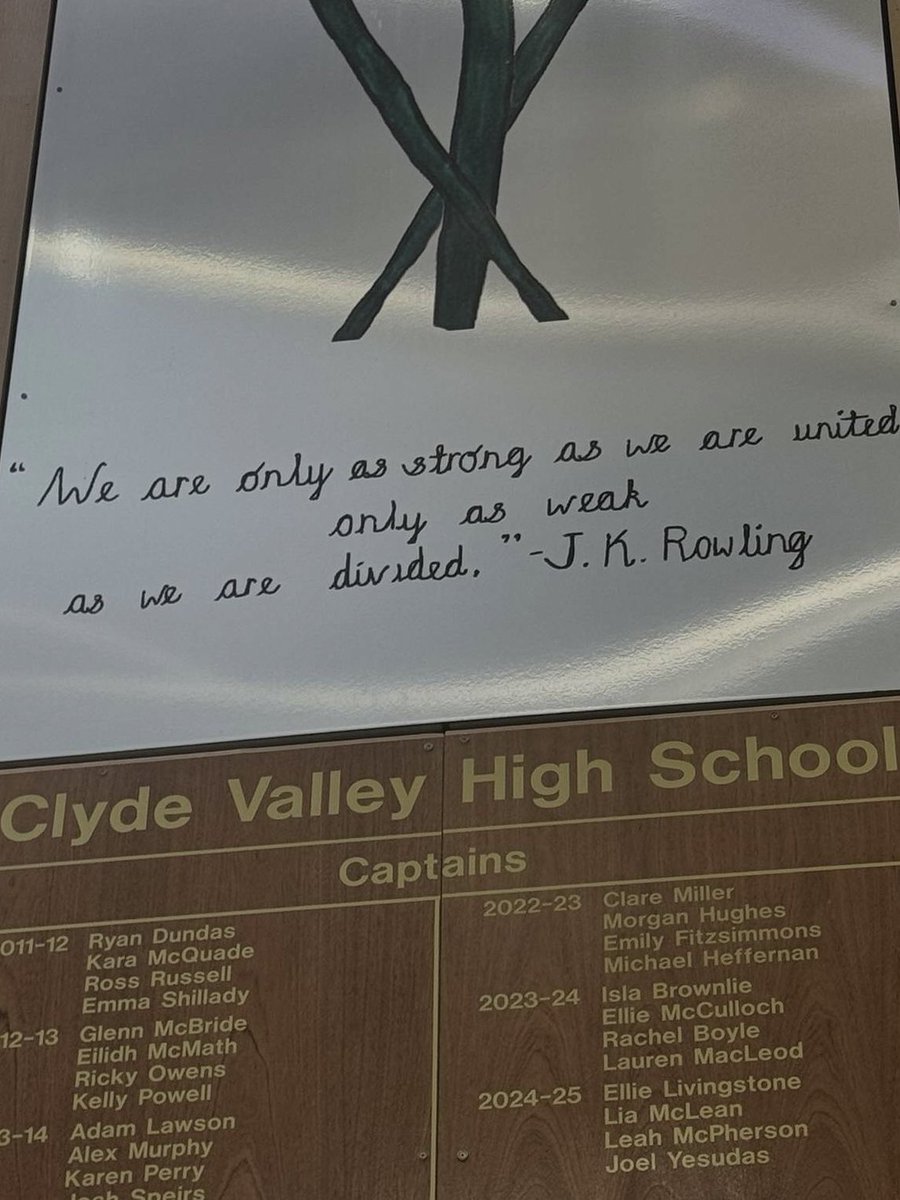 “ We are only as strong as we are united
only as weak
as we are divided. ” - J. K. Rowling
Clyde Valley High School
Captains
011-12 Ryan Dundas
Kara McQuade
Ross Russell
Emma Shillady
12-13 Glenn McBride
Eilidh McMath
Ricky Owens
Kelly Powell
3-14 Adam Lawson
Alex Murphy
Karen Perry
Speirs
2022-23 Clare Miller
Morgan Hughes
Emily Fitzsimmons
Michael Heffernan
2023-24 Isla Brownlie
Ellie McCulloch
Rachel Boyle
Lauren MacLeod
2024-25 Ellie Livingstone
Lia McLean
Leah McPherson
Joel Yesudas